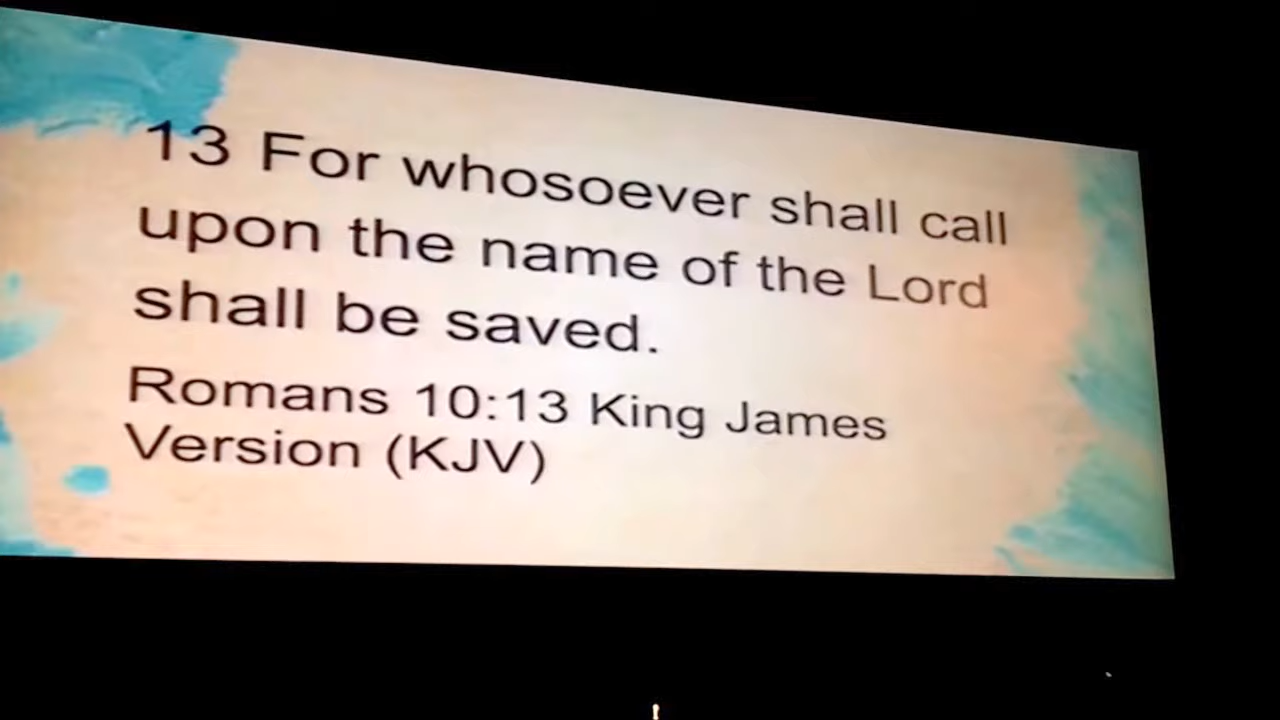 13 For whosoever shall call
upon the name of the Lord
shall be saved.
Romans 10:13 King James
Version (KJV)